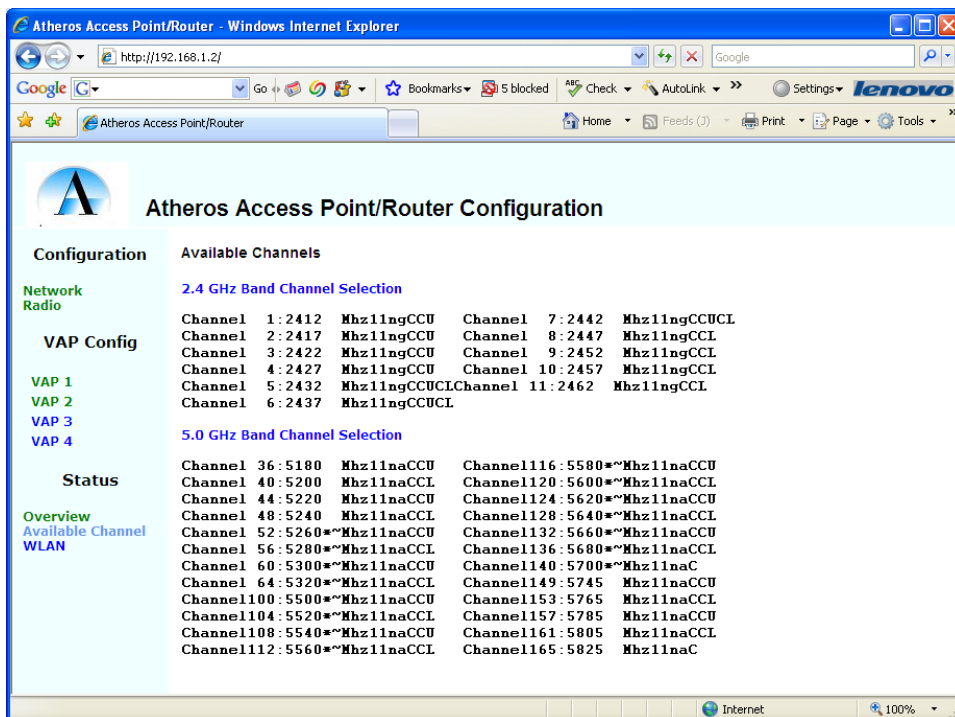 Atheros Access Point/Router - Windows Internet Explorer
http://192.168.1.2/
Google
Google G Go Bookmarks 5 blocked ABC Check AutoLink » Settings lenovo
Atheros Access Point/Router
Home Feeds (J) Print Page Tools »
A
Atheros Access Point/Router Configuration
Configuration
Network
Radio
VAP Config
VAP 1
VAP 2
VAP 3
VAP 4
Status
Overview
Available Channel
WLAN
Available Channels
2.4 GHz Band Channel Selection
Channel 1:2412 Mhz11ngCCU Channel 7:2442 Mhz11ngCCUCL
Channel 2:2417 Mhz11ngCCU Channel 8:2447 Mhz11ngCCL
Channel 3:2422 Mhz11ngCCU Channel 9:2452 Mhz11ngCCL
Channel 4:2427 Mhz11ngCCU Channel 10:2457 Mhz11ngCCL
Channel 5:2432 Mhz11ngCCUCLChannel 11:2462 Mhz11ngCCL
Channel 6:2437 Mhz11ngCCUCL
5.0 GHz Band Channel Selection
Channel 36:5180 Mhz11naCCU Channel116:5580*~Mhz11naCCU
Channel 40:5200 Mhz11naCCL Channel120:5600*~Mhz11naCCL
Channel 44:5220 Mhz11naCCU Channel124:5620*~Mhz11naCCU
Channel 48:5240 Mhz11naCCL Channel128:5640*~Mhz11naCCL
Channel 52:5260*~Mhz11naCCU Channel132:5660*~Mhz11naCCU
Channel 56:5280*~Mhz11naCCL Channel136:5680*~Mhz11naCCL
Channel 60:5300*~Mhz11naCCU Channel140:5700*~Mhz11naC
Channel 64:5320*~Mhz11naCCL Channel149:5745 Mhz11naCCU
Channel100:5500*~Mhz11naCCU Channel153:5765 Mhz11naCCL
Channel104:5520*~Mhz11naCCL Channel157:5785 Mhz11naCCU
Channel108:5540*~Mhz11naCCU Channel161:5805 Mhz11naCCL
Channel112:5560*~Mhz11naCCL Channel165:5825 Mhz11naC
Internet 100%